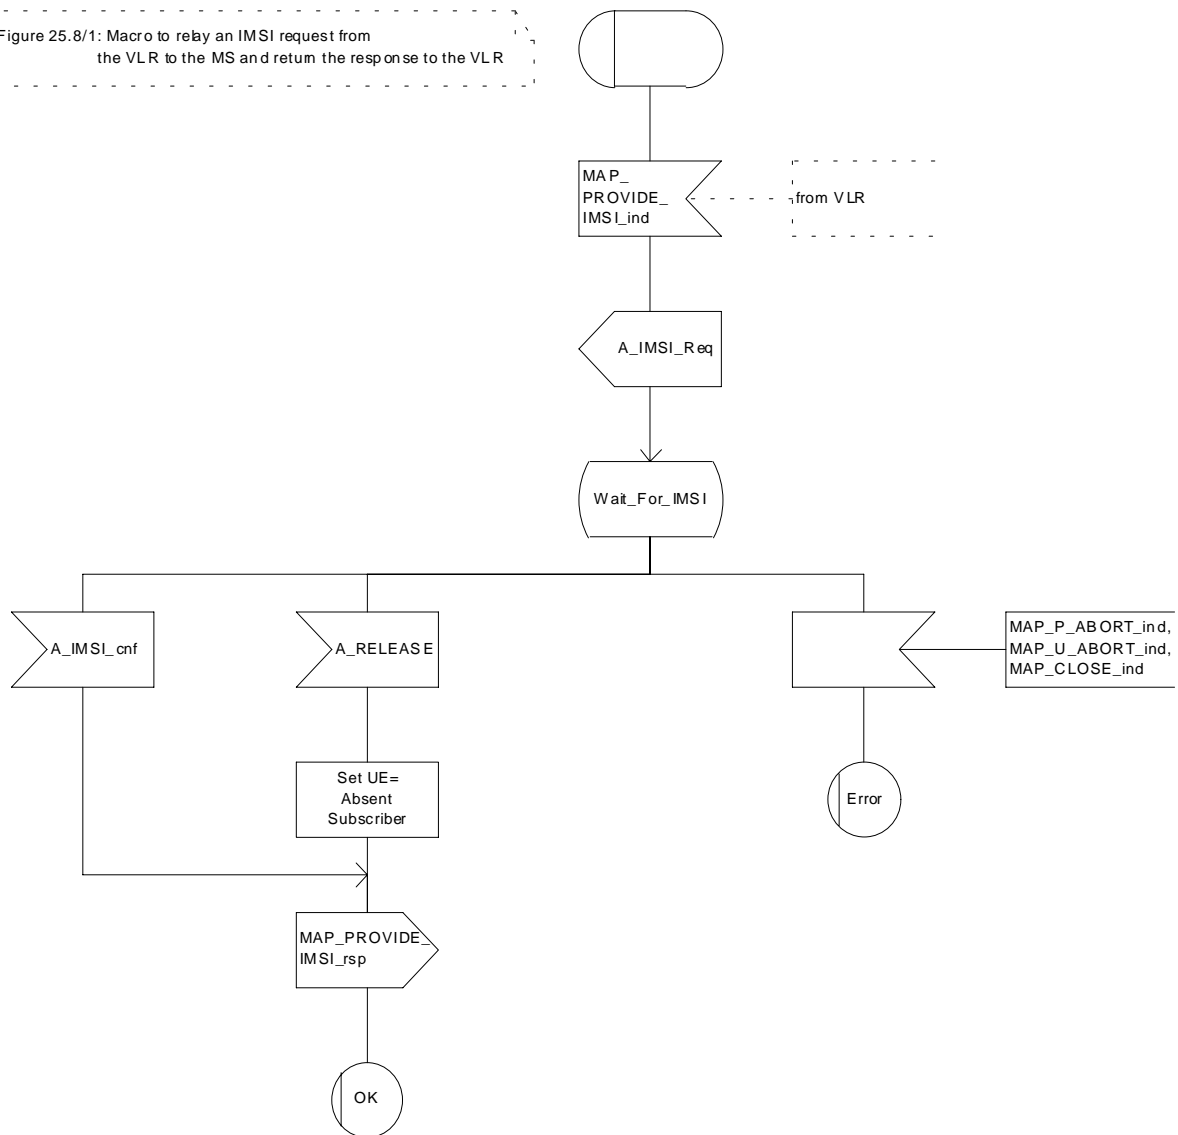 Figure 25.8/1: Macro to relay an IMSI request from
the VLR to the MS and return the response to the VLR
MAP_
PROVIDE_
IMSI_ind
from VLR
A_IMSI_Req
Wait_For_IMSI
A_IMSI_cnf
A_RELEASE
MAP_P_ABORT_ind,
MAP_U_ABORT_ind,
MAP_CLOSE_ind
Set UE=
Absent
Subscriber
Error
MAP_PROVIDE_
IMSI_rsp
OK